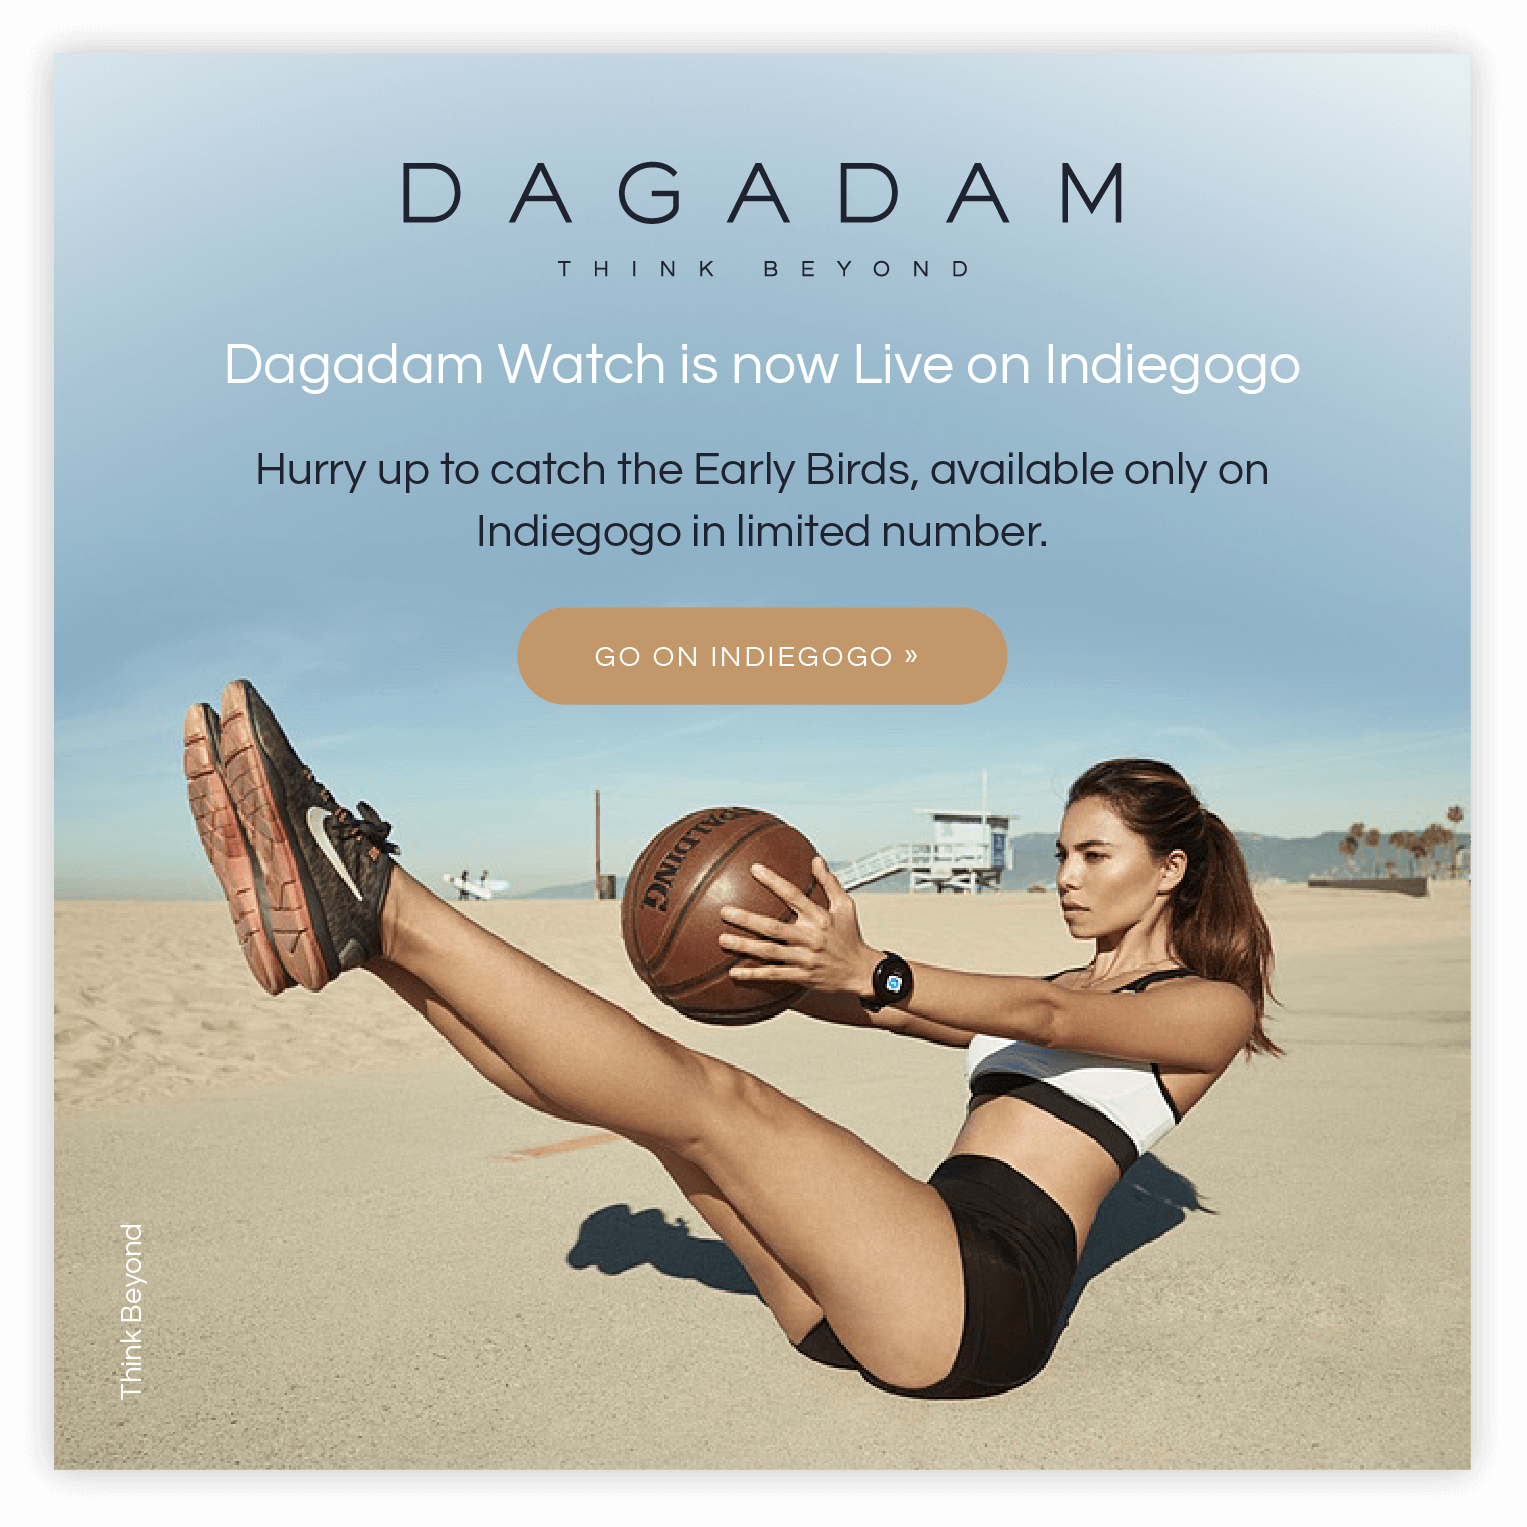 DAGADAM
THINK BEYOND
Dagadam Watch is now Live on Indiegogo
Hurry up to catch the Early Birds, available only on
Indiegogo in limited number.
GO ON INDIEGOGO »
PALDING
Think Beyond